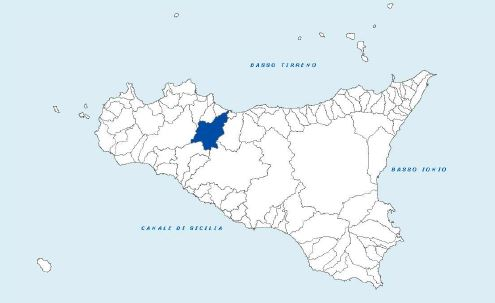 BASSO TIRRENO
BASSO IONIO
CANALE DI SICILIA